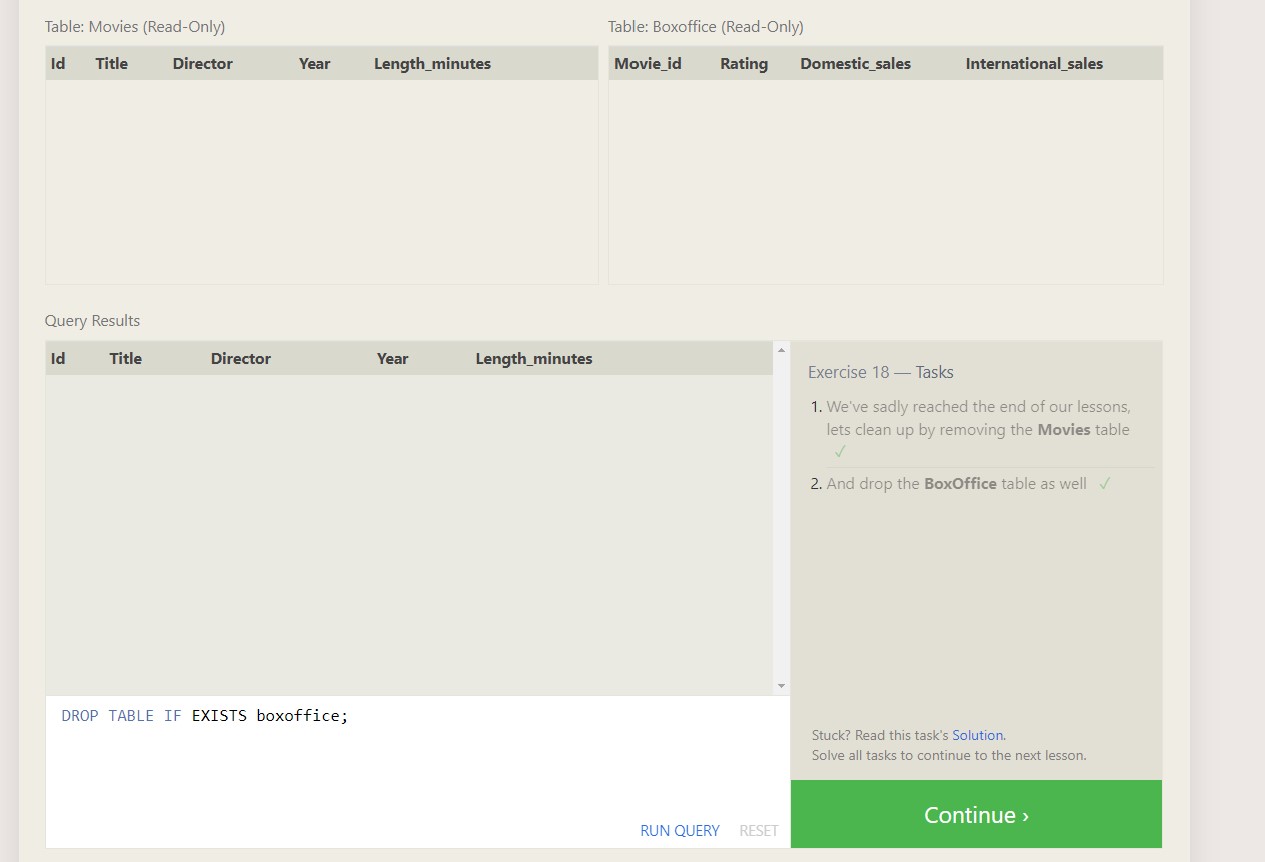 Table: Movies (Read-Only)
Id Title Director Year Length_minutes
Table: Boxoffice (Read-Only)
Movie_id Rating Domestic_sales International_sales
Query Results
Id Title Director Year Length_minutes
DROP TABLE IF EXISTS boxoffice;
RUN QUERY RESET
Exercise 18 — Tasks
1. We've sadly reached the end of our lessons,
lets clean up by removing the Movies table
✓
2. And drop the BoxOffice table as well ✓
Stuck? Read this task's Solution.
Solve all tasks to continue to the next lesson.
Continue ›